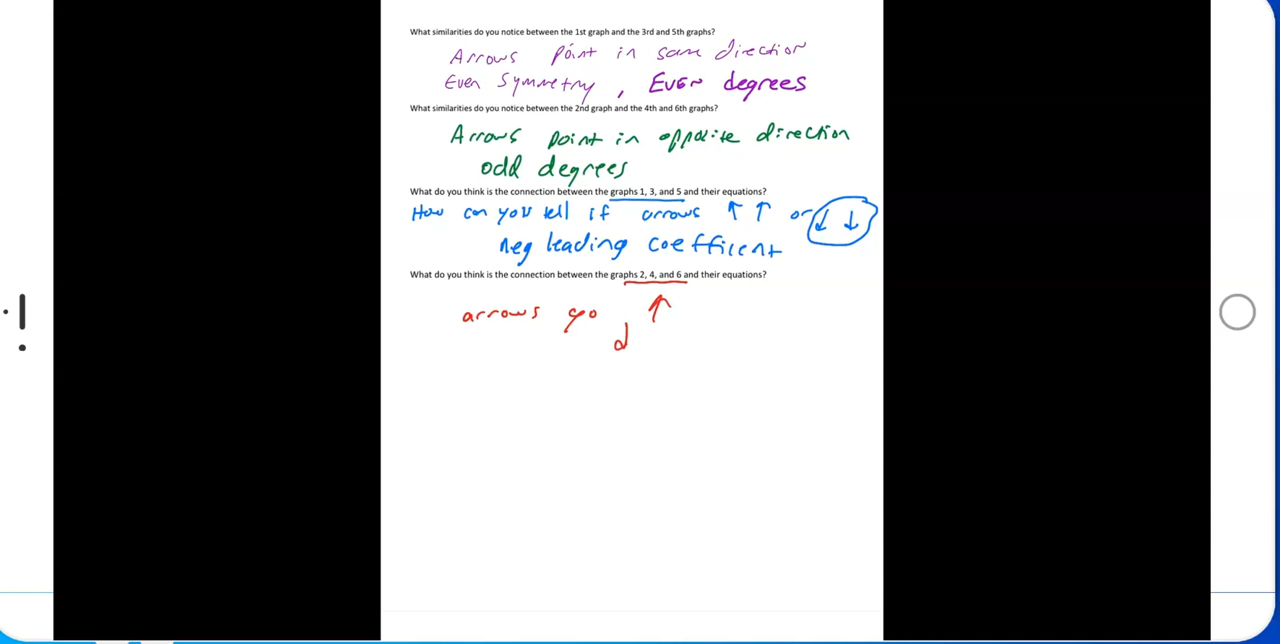 What similarities do you notice between the 1st graph and the 3rd and 5th graphs?
Arrows point in same direction
Even Symmetry, EVEN degrees
What similarities do you notice between the 2nd graph and the 4th and 6th graphs?
Arrows point in opposite direction
odd degrees
What do you think is the connection between the graphs 1, 3, and 5 and their equations?
How can you tell if arrows ↑ ↑ or ↓ ↓
neg leading coefficient
What do you think is the connection between the graphs 2, 4, and 6 and their equations?
arrows go ↑